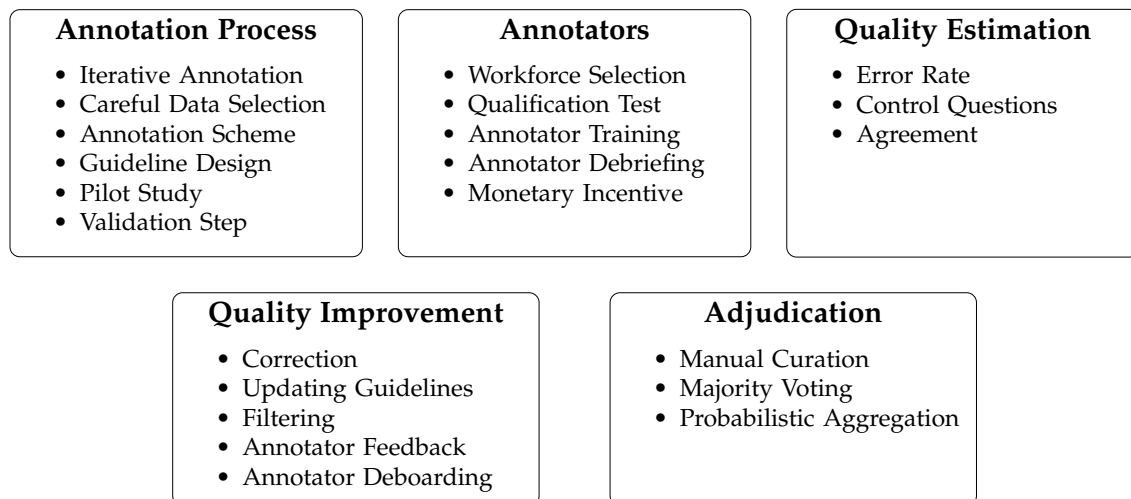 Annotation Process
• Iterative Annotation
• Careful Data Selection
• Annotation Scheme
• Guideline Design
• Pilot Study
• Validation Step
Annotators
• Workforce Selection
• Qualification Test
• Annotator Training
• Annotator Debriefing
• Monetary Incentive
Quality Estimation
• Error Rate
• Control Questions
• Agreement
Quality Improvement
• Correction
• Updating Guidelines
• Filtering
• Annotator Feedback
• Annotator Deboarding
Adjudication
• Manual Curation
• Majority Voting
• Probabilistic Aggregation